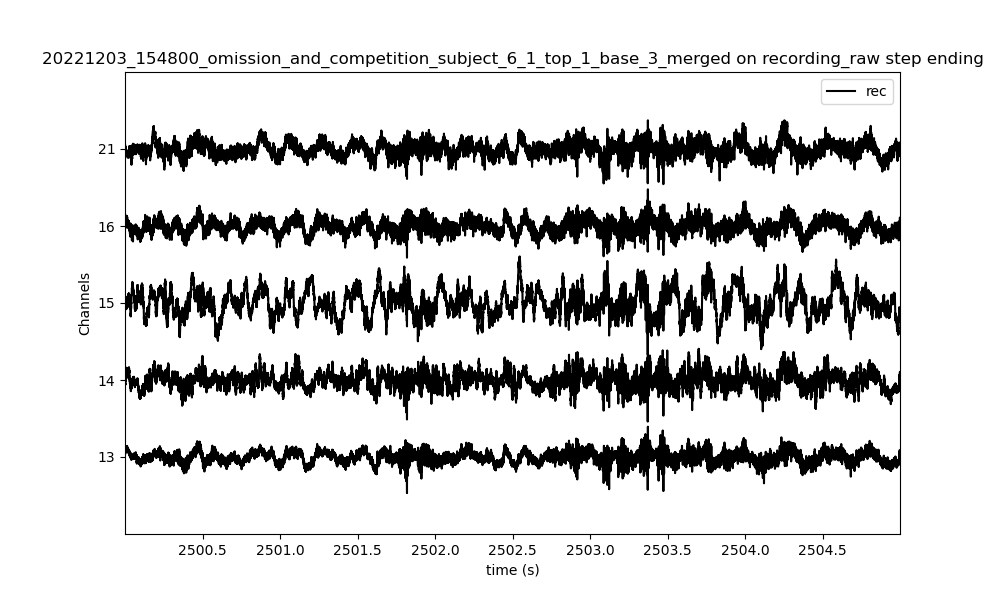 20221203_154800_omission_and_competition_subject_6_1_top_1_base_3_merged on recording_raw step ending
rec
21
16
15
14
13
Channels
2500.5 2501.0 2501.5 2502.0 2502.5 2503.0 2503.5 2504.0 2504.5
time (s)